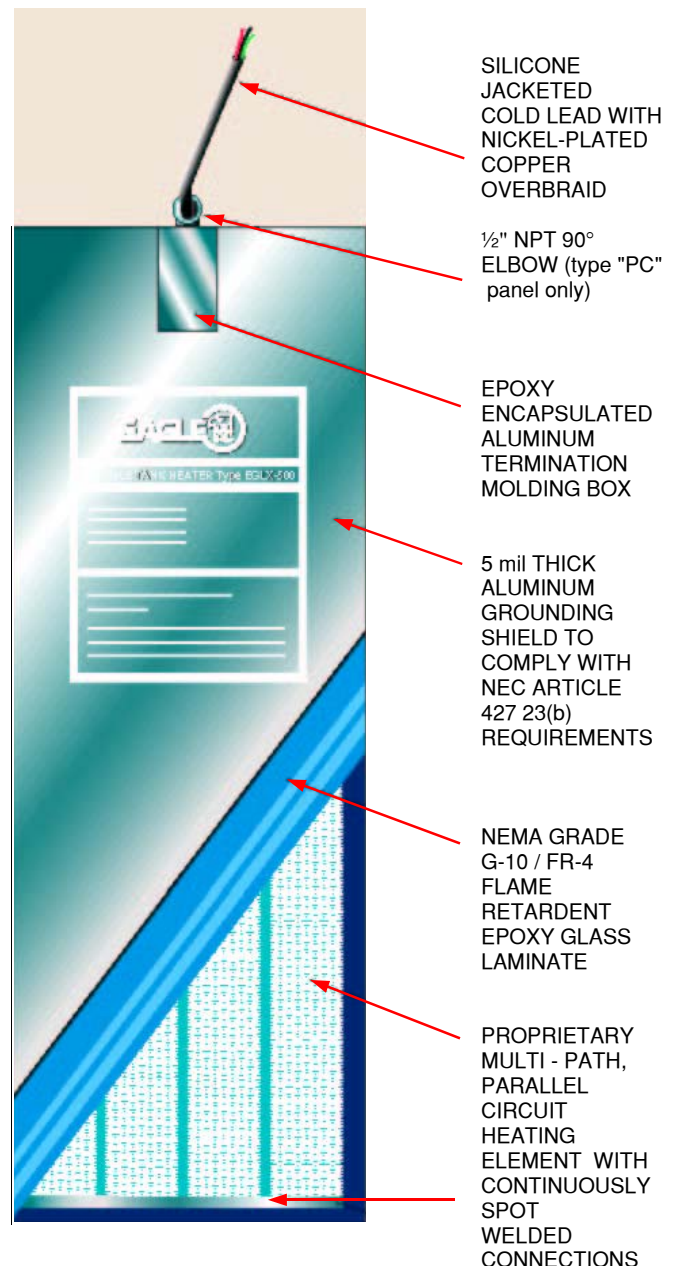 SILICONE
JACKETED
COLD LEAD WITH
NICKEL-PLATED
COPPER
OVERBRAID
½" NPT 90°
ELBOW (type "PC"
panel only)
EPOXY
ENCAPSULATED
ALUMINUM
TERMINATION
MOLDING BOX
EAGLE
TANK HEATER Type EGLX-500
5 mil THICK
ALUMINUM
GROUNDING
SHIELD TO
COMPLY WITH
NEC ARTICLE
427 23(b)
REQUIREMENTS
NEMA GRADE
G-10 / FR-4
FLAME
RETARDENT
EPOXY GLASS
LAMINATE
PROPRIETARY
MULTI - PATH,
PARALLEL
CIRCUIT
HEATING
ELEMENT WITH
CONTINUOUSLY
SPOT
WELDED
CONNECTIONS